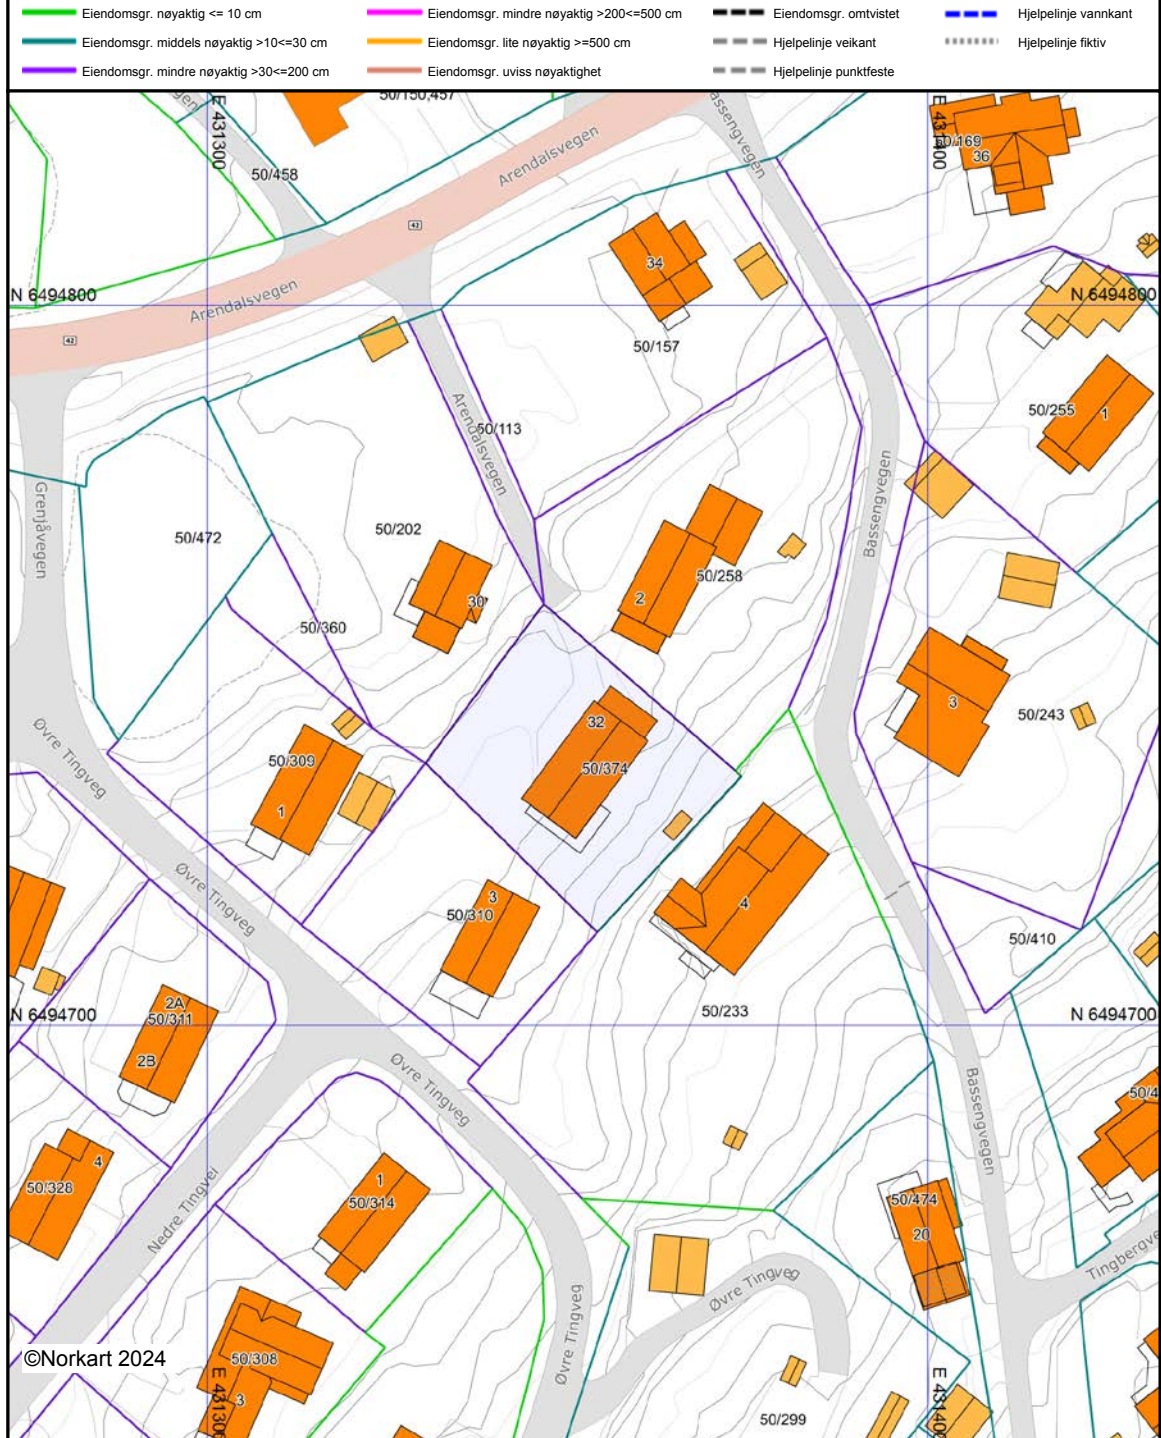 Eiendomsgr. nøyaktig <= 10 cm
Eiendomsgr. mindre nøyaktig >200<=500 cm
Eiendomsgr. omtvistet
Hjelpelinje vannkant
Eiendomsgr. middels nøyaktig >10<=30 cm
Eiendomsgr. lite nøyaktig >=500 cm
Hjelpelinje veikant
Hjelpelinje fiktiv
Eiendomsgr. mindre nøyaktig >30<=200 cm
Eiendomsgr. uviss nøyaktighet
Hjelpelinje punktfeste
50/150,457
E 431300
E 431400
Bassengvegen
50/169
36
Arendalsvegen
50/458
42
34
N 6494800
N 6494800
Arendalsvegen
42
50/157
50/255
1
Arendalsvegen
50/113
Grenjåvegen
50/472
50/202
Bassengvegen
50/258
2
30
50/360
3
50/243
Øvre Tingveg
32
50/309
50/374
1
Øvre Tingveg
3
50/310
4
50/410
2A
50/311
N 6494700
50/233
N 6494700
2B
Øvre Tingveg
Bassengvegen
4
50/328
1
50/314
50/474
20
Nedre Tingvei
Øvre Tingveg
Øvre Tingveg
©Norkart 2024
50/308
3
E 431300
E 431400
50/299